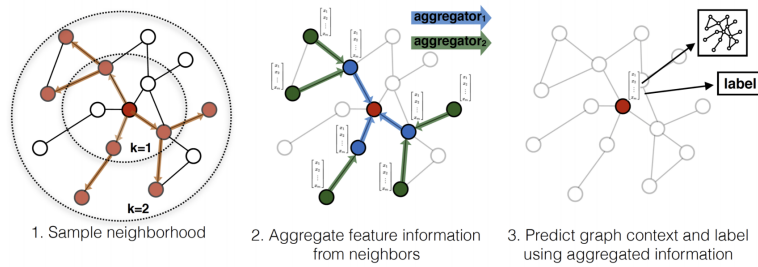 aggregator₁
aggregator₂
label
k=1
k=2
1. Sample neighborhood
2. Aggregate feature information
from neighbors
3. Predict graph context and label
using aggregated information